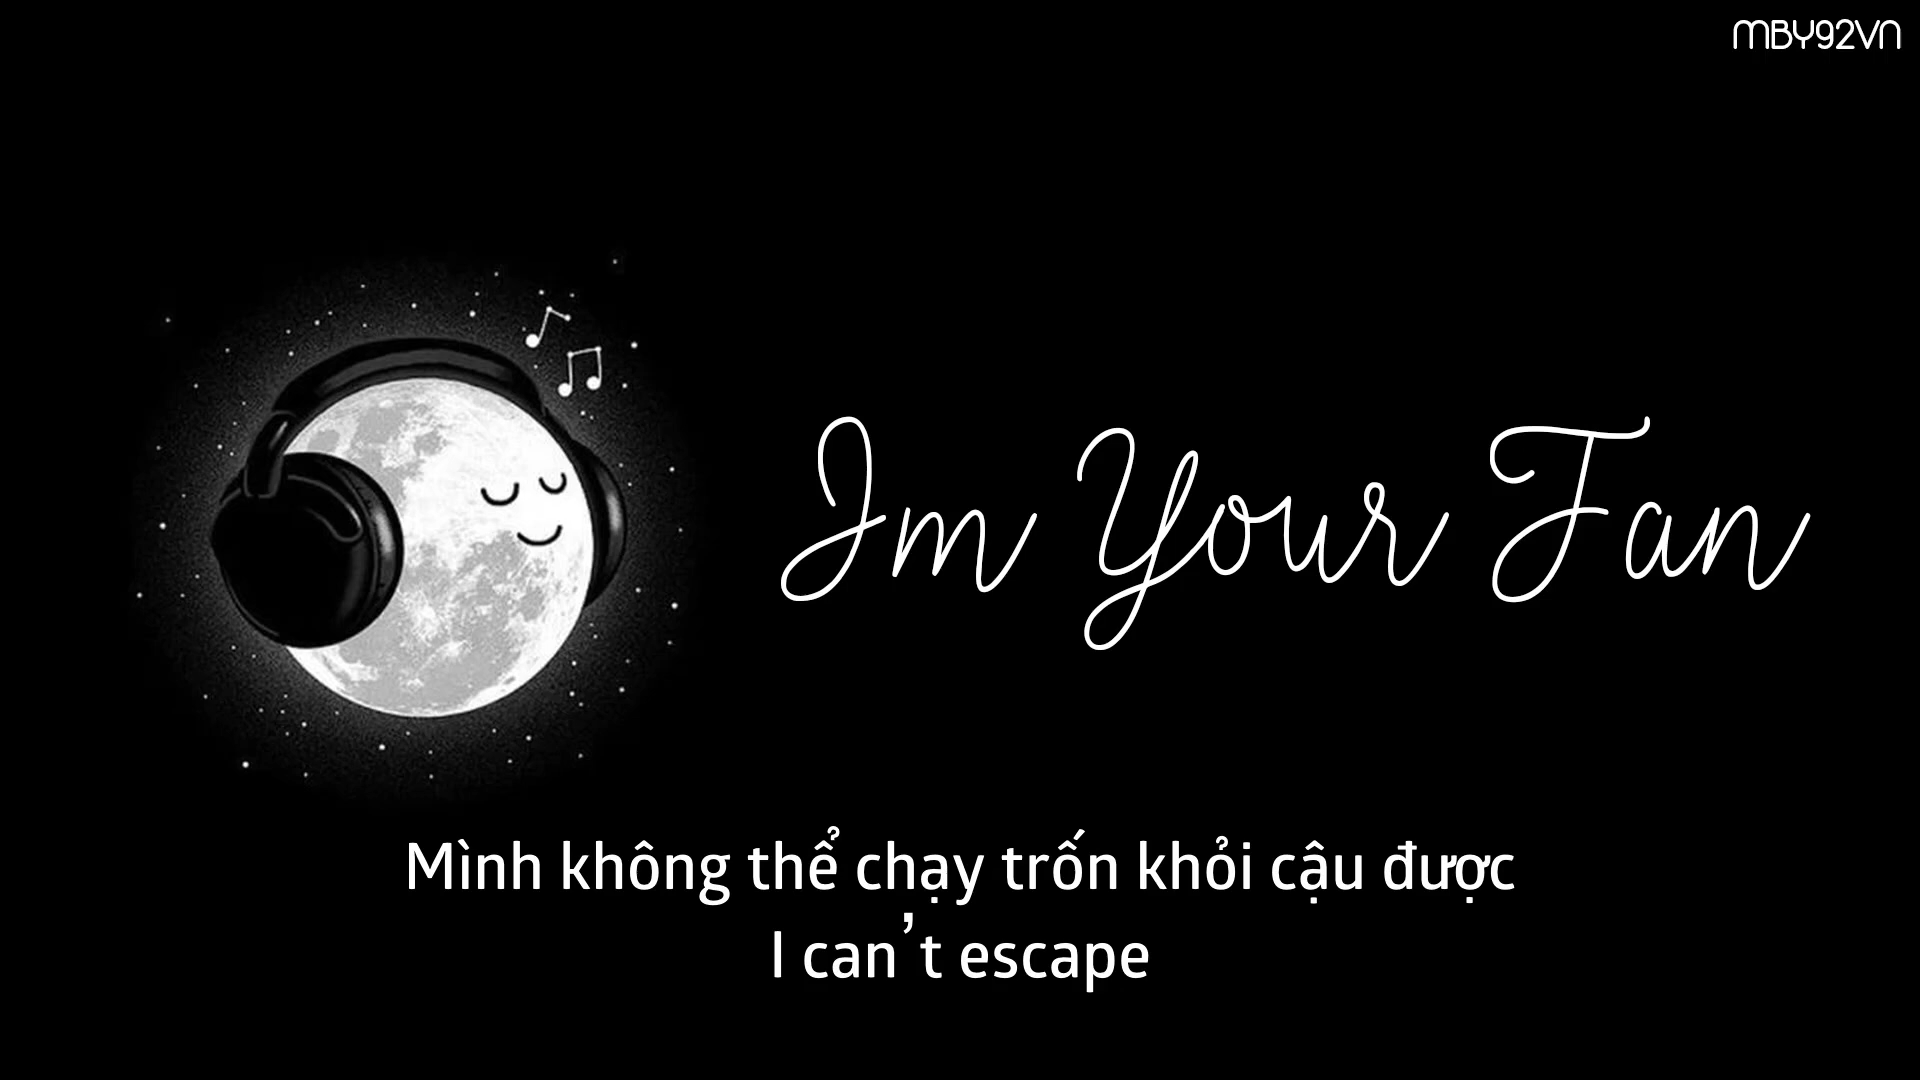 MBY92VN
Im Your Fan
Mình không thể chạy trốn khỏi cậu được
I can't escape